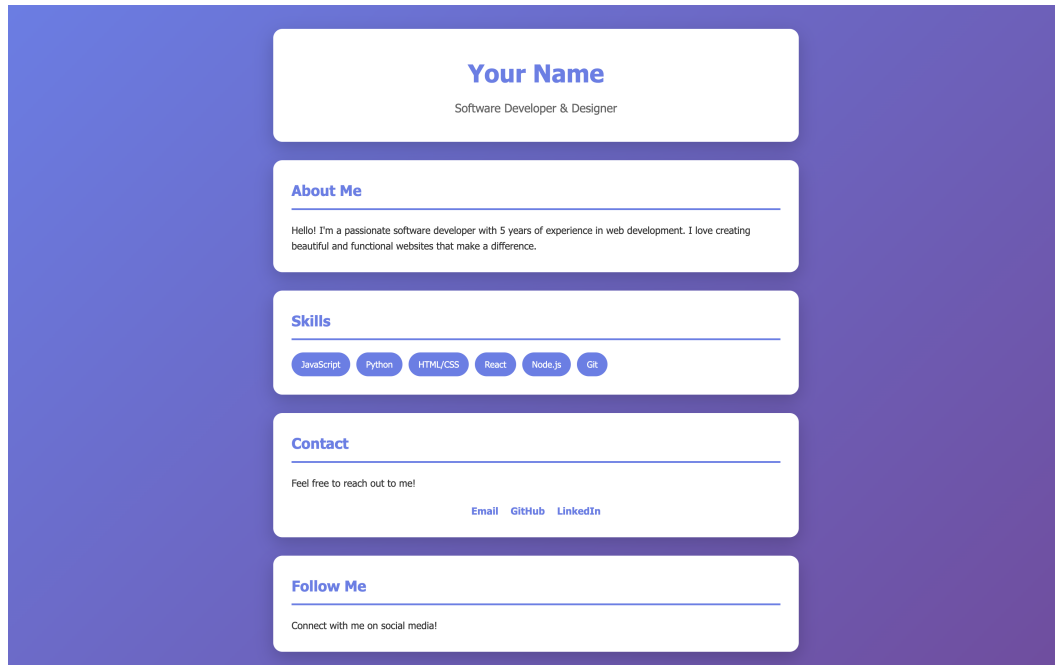 Your Name
Software Developer & Designer
About Me
Hello! I'm a passionate software developer with 5 years of experience in web development. I love creating
beautiful and functional websites that make a difference.
Skills
JavaScript Python HTML/CSS React Node.js Git
Contact
Feel free to reach out to me!
Email GitHub LinkedIn
Follow Me
Connect with me on social media!